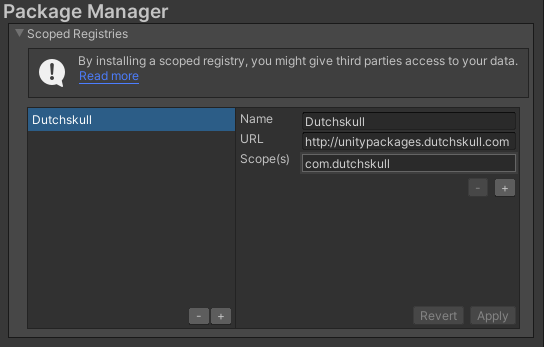 Package Manager
Scoped Registries
By installing a scoped registry, you might give third parties access to your data.
Read more
Dutchskull
Name Dutchskull
URL http://unitypackages.dutchskull.com
Scope(s) com.dutchskull
- +
- +
Revert Apply